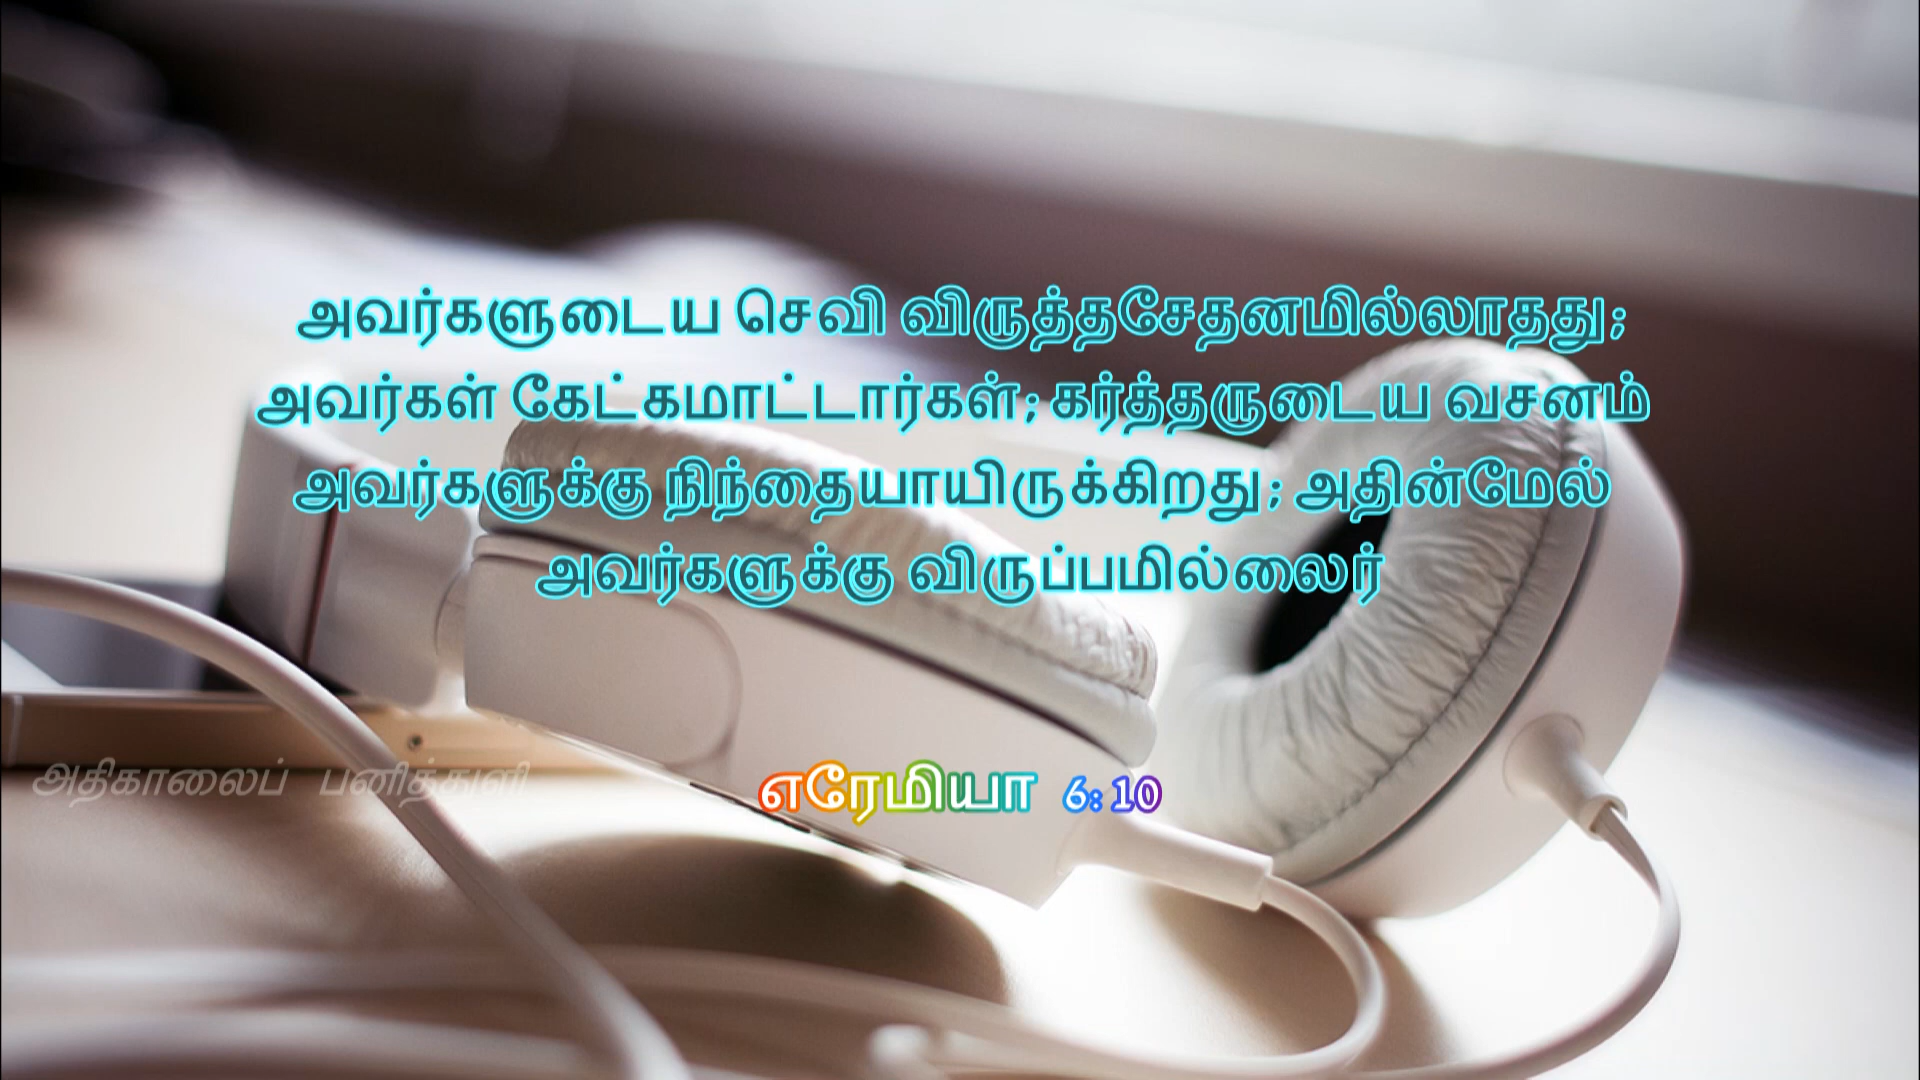 அவர்களுடைய செவி விருத்தசேதனமில்லாதது;
அவர்கள் கேட்கமாட்டார்கள்; கர்த்தருடைய வசனம்
அவர்களுக்கு நிந்தையாயிருக்கிறது; அதின்மேல்
அவர்களுக்கு விருப்பமில்லைர்
அதிகாலைப் பனித்துளி
எரேமியா 6: 10